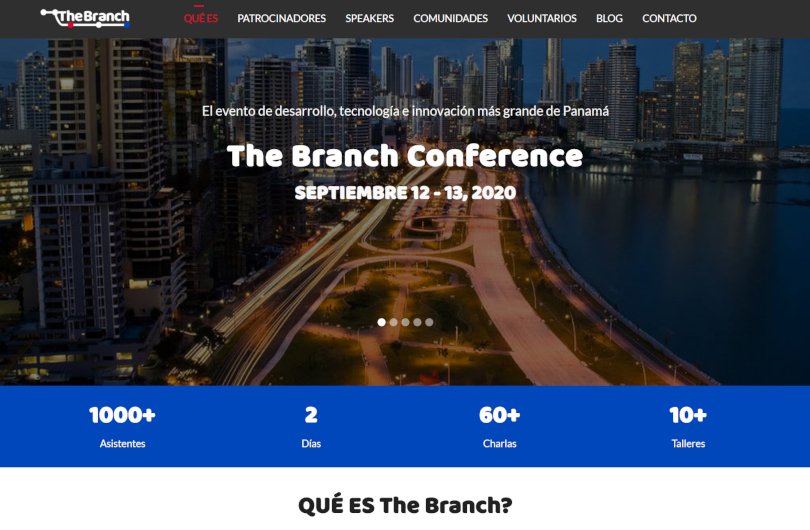 TheBranch
QUÉ ES PATROCINADORES SPEAKERS COMUNIDADES VOLUNTARIOS BLOG CONTACTO
El evento de desarrollo, tecnología e innovación más grande de Panamá
The Branch Conference
SEPTIEMBRE 12 - 13, 2020
1000+ 2 60+ 10+
Asistentes Días Charlas Talleres
QUÉ ES The Branch?